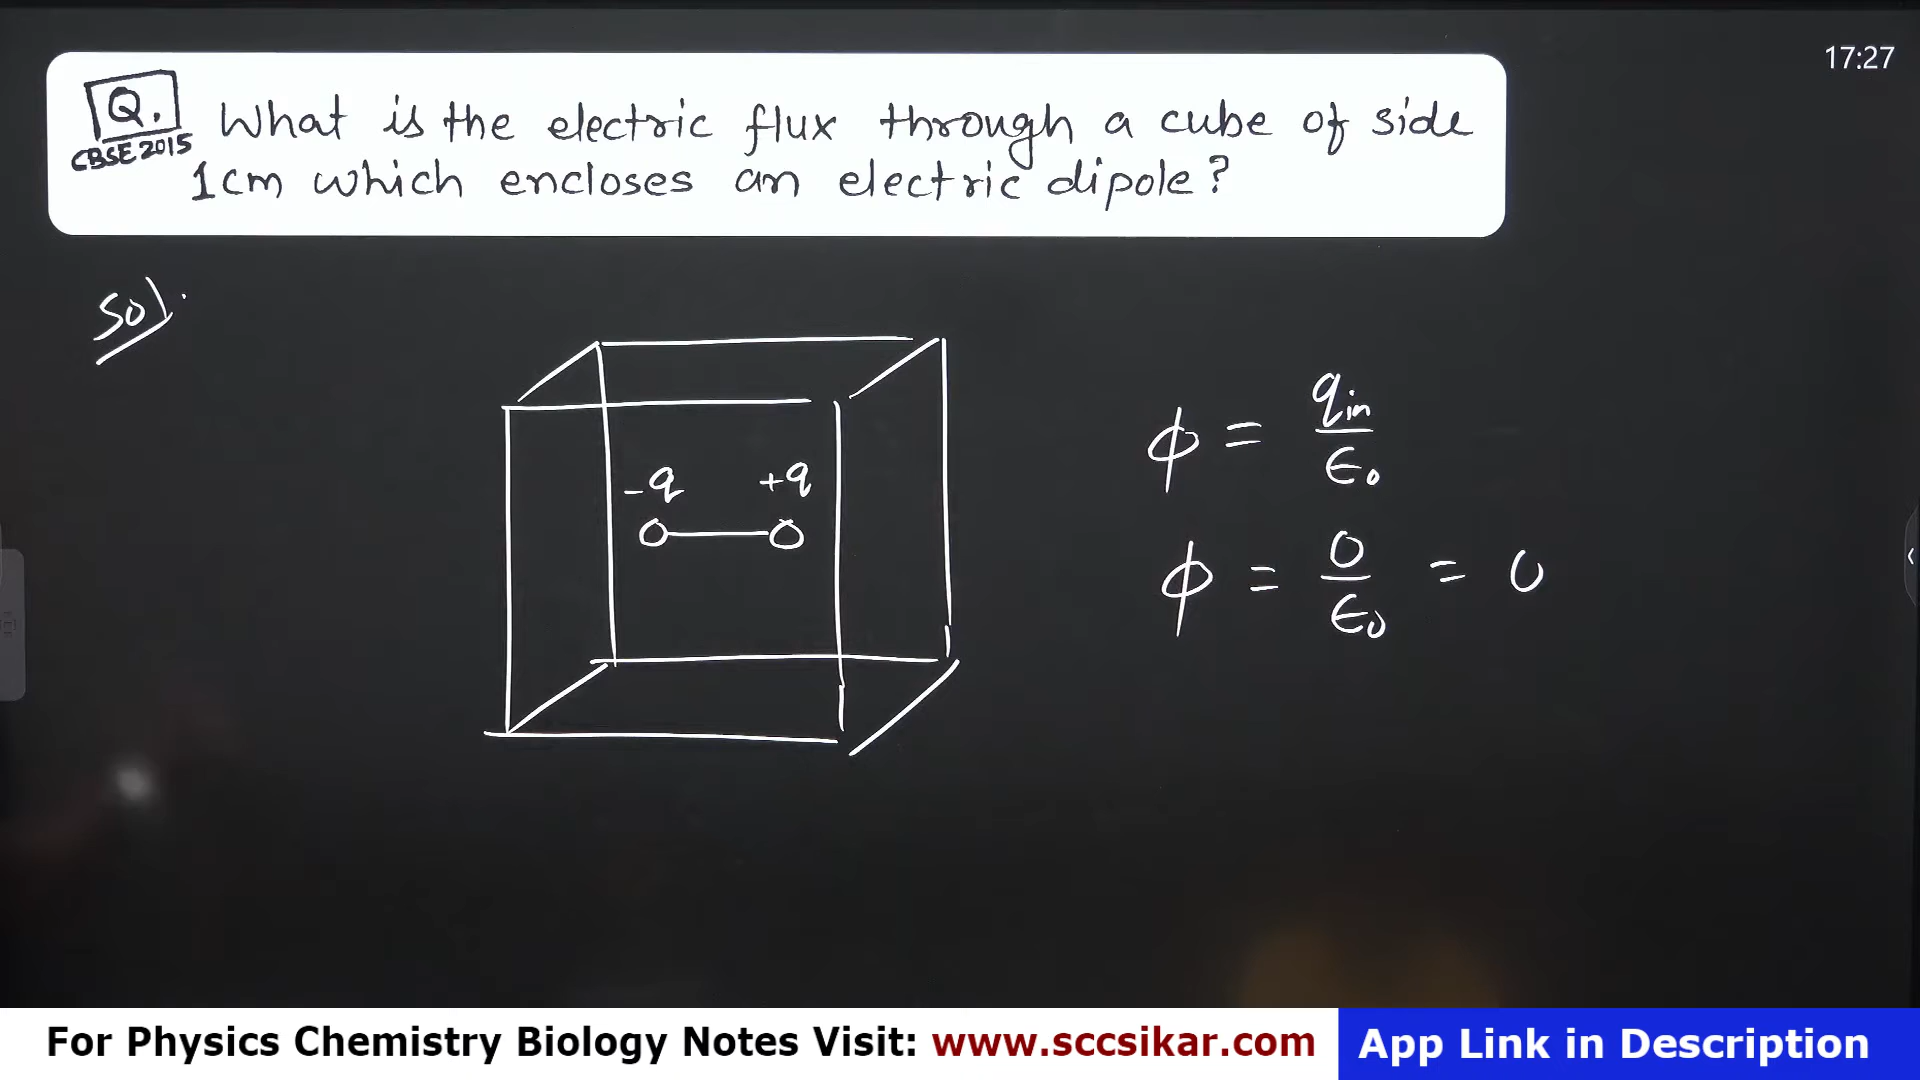 17:27
Q. What is the electric flux through a cube of side
CBSE 2015
1cm which encloses an electric dipole?
Sol.
-q +q
ϕ = qin/ϵ0
ϕ = 0/ϵ0 = 0
For Physics Chemistry Biology Notes Visit: www.sccsikar.com
App Link in Description